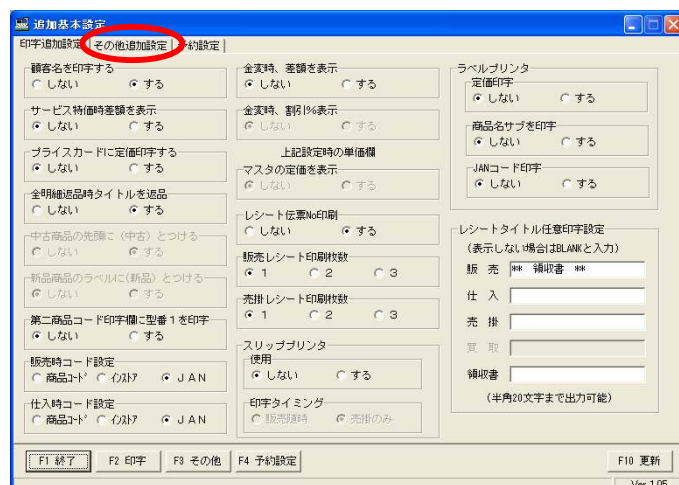 追加基本設定
印字追加設定 その他追加設定 予約設定
顧客名を印字する
しない する
サービス特価時差額を表示
しない する
プライスカードに定価印字する
しない する
全明細返品時タイトルを返品
しない する
中古商品の先頭に〈中古〉とつける
しない する
新品商品のラベルに(新品)とつける
しない する
第二商品コード印字欄に型番1を印字
しない する
販売時コード設定
商品コード インストア JAN
仕入時コード設定
商品コード インストア JAN
金変時、差額を表示
しない する
金変時、割引%表示
しない する
上記設定時の単価欄
マスタの定価を表示
しない する
レシート伝票No印刷
しない する
販売レシート印刷枚数
1 2 3
売掛レシート印刷枚数
1 2 3
スリッププリンタ
使用
しない する
印字タイミング
販売随時 売掛のみ
ラベルプリンタ
定価印字
しない する
商品名サブを印字
しない する
JANコード印字
しない する
レシートタイトル任意印字設定
(表示しない場合はBLANKと入力)
販 売 ** 領収書 **
仕 入
売 掛
買 取
領収書
(半角20文字まで出力可能)
F1 終了 F2 印字 F3 その他 F4 予約設定 F10 更新
Ver 1.05